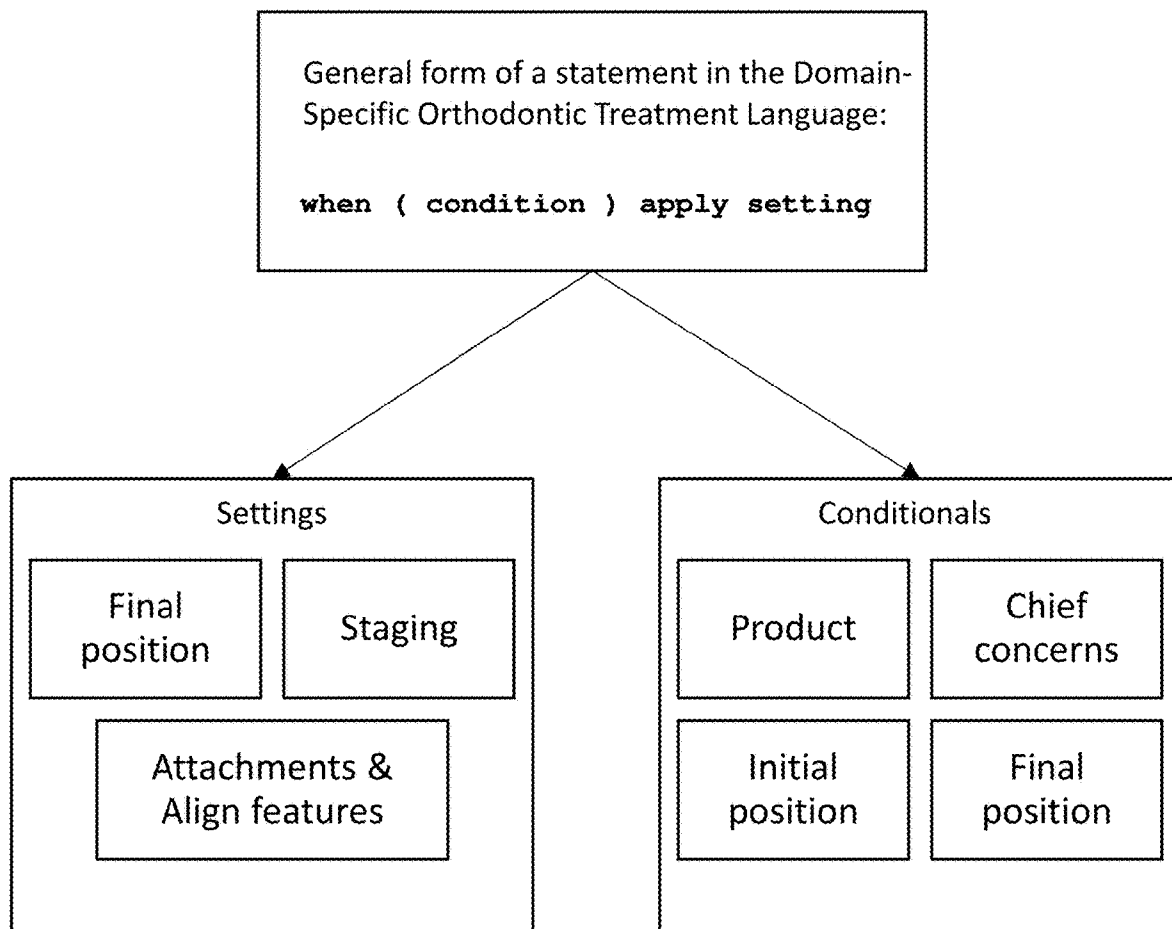 General form of a statement in the Domain-
Specific Orthodontic Treatment Language:
when ( condition ) apply setting
Settings
Final
position
Staging
Attachments &
Align features
Conditionals
Product
Chief
concerns
Initial
position
Final
position